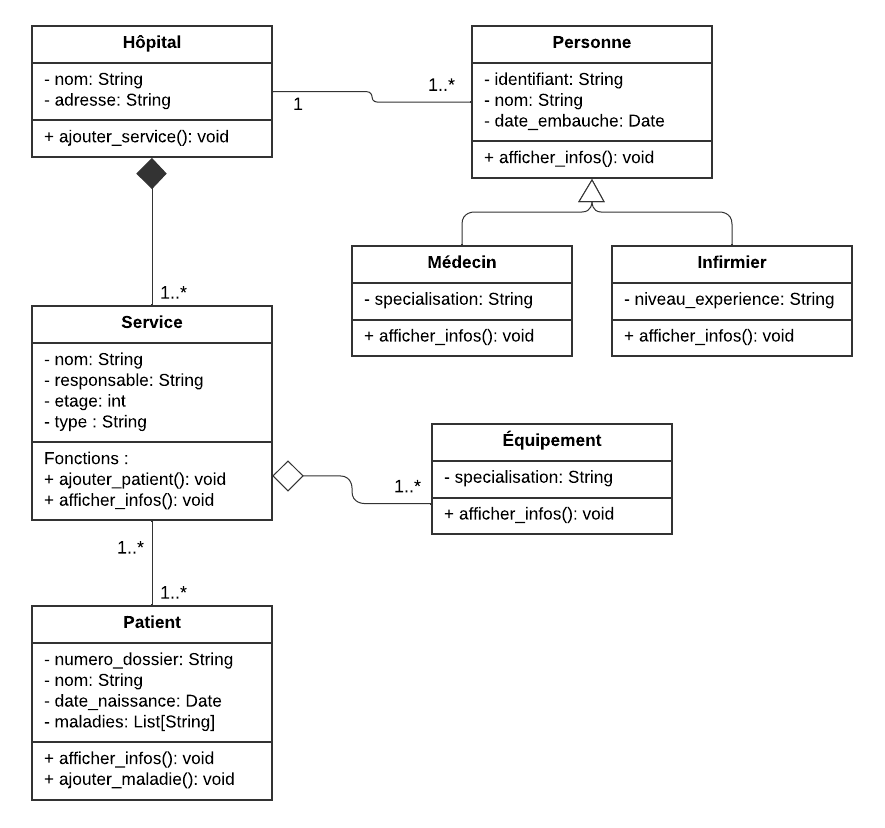 Hôpital
- nom: String
- adresse: String
+ ajouter_service(): void
1
1..*
Personne
- identifiant: String
- nom: String
- date_embauche: Date
+ afficher_infos(): void
Médecin
- specialisation: String
+ afficher_infos(): void
Infirmier
- niveau_experience: String
+ afficher_infos(): void
1..*
Service
- nom: String
- responsable: String
- etage: int
- type : String
Fonctions :
+ ajouter_patient(): void
+ afficher_infos(): void
1..*
Équipement
- specialisation: String
+ afficher_infos(): void
1..*
1..*
Patient
- numero_dossier: String
- nom: String
- date_naissance: Date
- maladies: List[String]
+ afficher_infos(): void
+ ajouter_maladie(): void